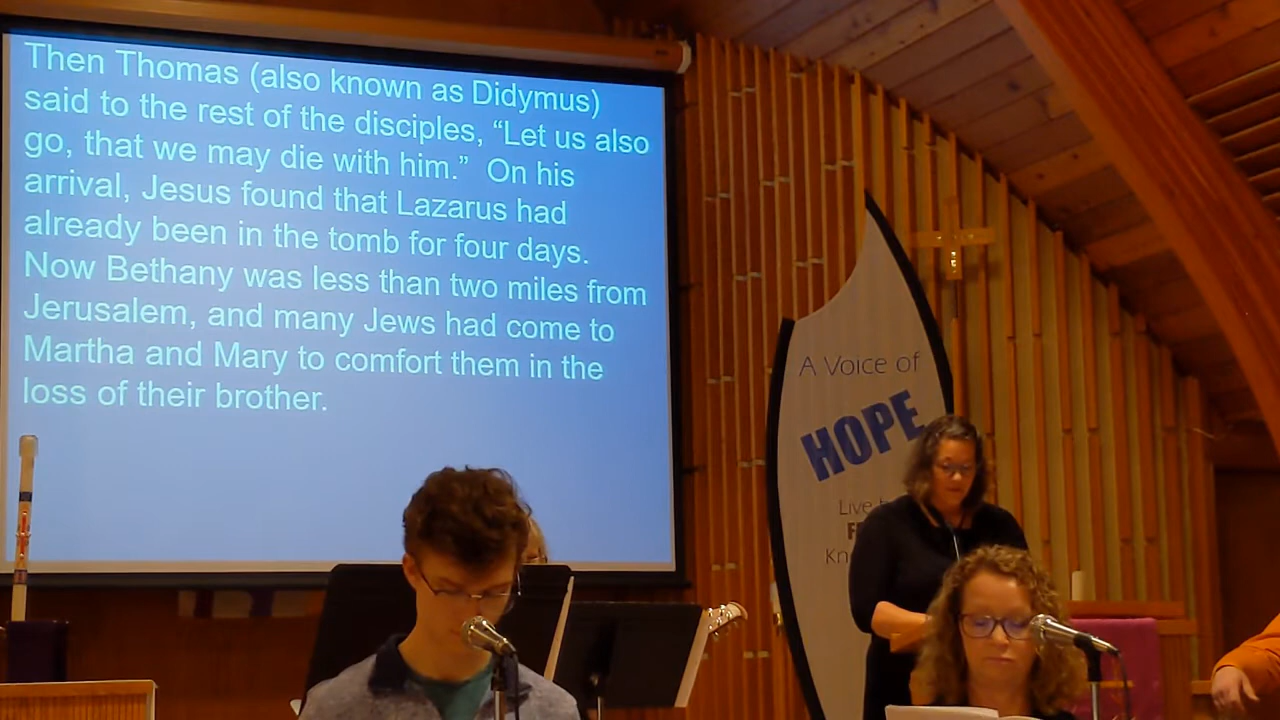 Then Thomas (also known as Didymus)
said to the rest of the disciples, “Let us also
go, that we may die with him.”  On his
arrival, Jesus found that Lazarus had
already been in the tomb for four days.
Now Bethany was less than two miles from
Jerusalem, and many Jews had come to
Martha and Mary to comfort them in the
loss of their brother.
A Voice of
HOPE
Live